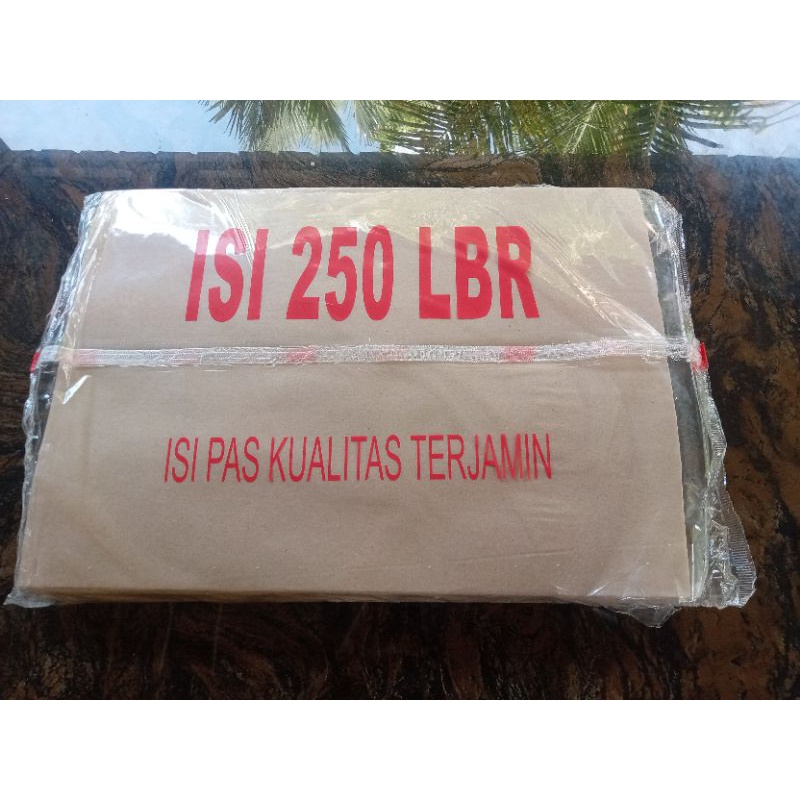 ISI 250 LBR
ISI PAS KUALITAS TERJAMIN